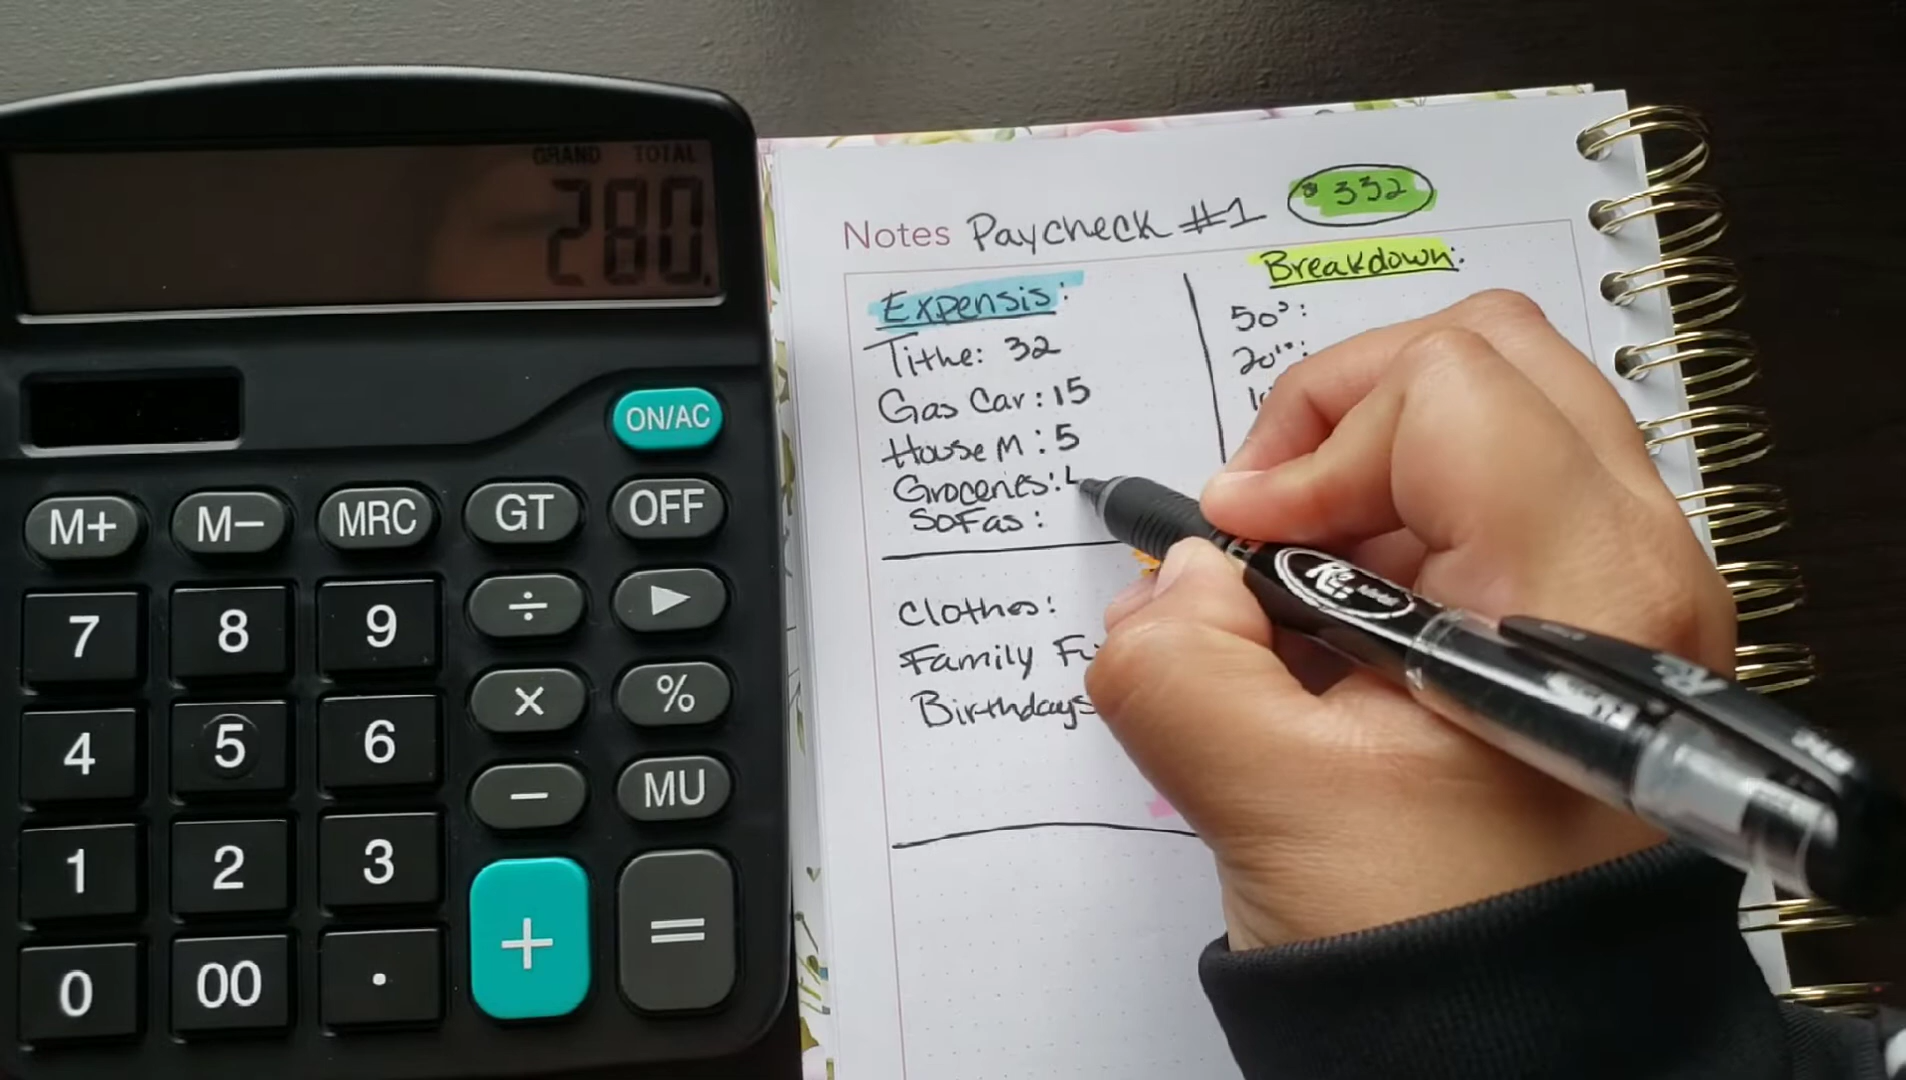 GRAND TOTAL
280.
ON/AC
M+ M− MRC GT OFF
7 8 9 ÷ ▶
4 5 6 × %
1 2 3 − MU
0 00 . + =
Notes Paycheck #1 $332
Expensis:
Tithe: 32
Gas Car: 15
House M: 5
Groceries:
Sofas:
Clothes:
Family
Birthdays
Breakdown:
50's:
20's: